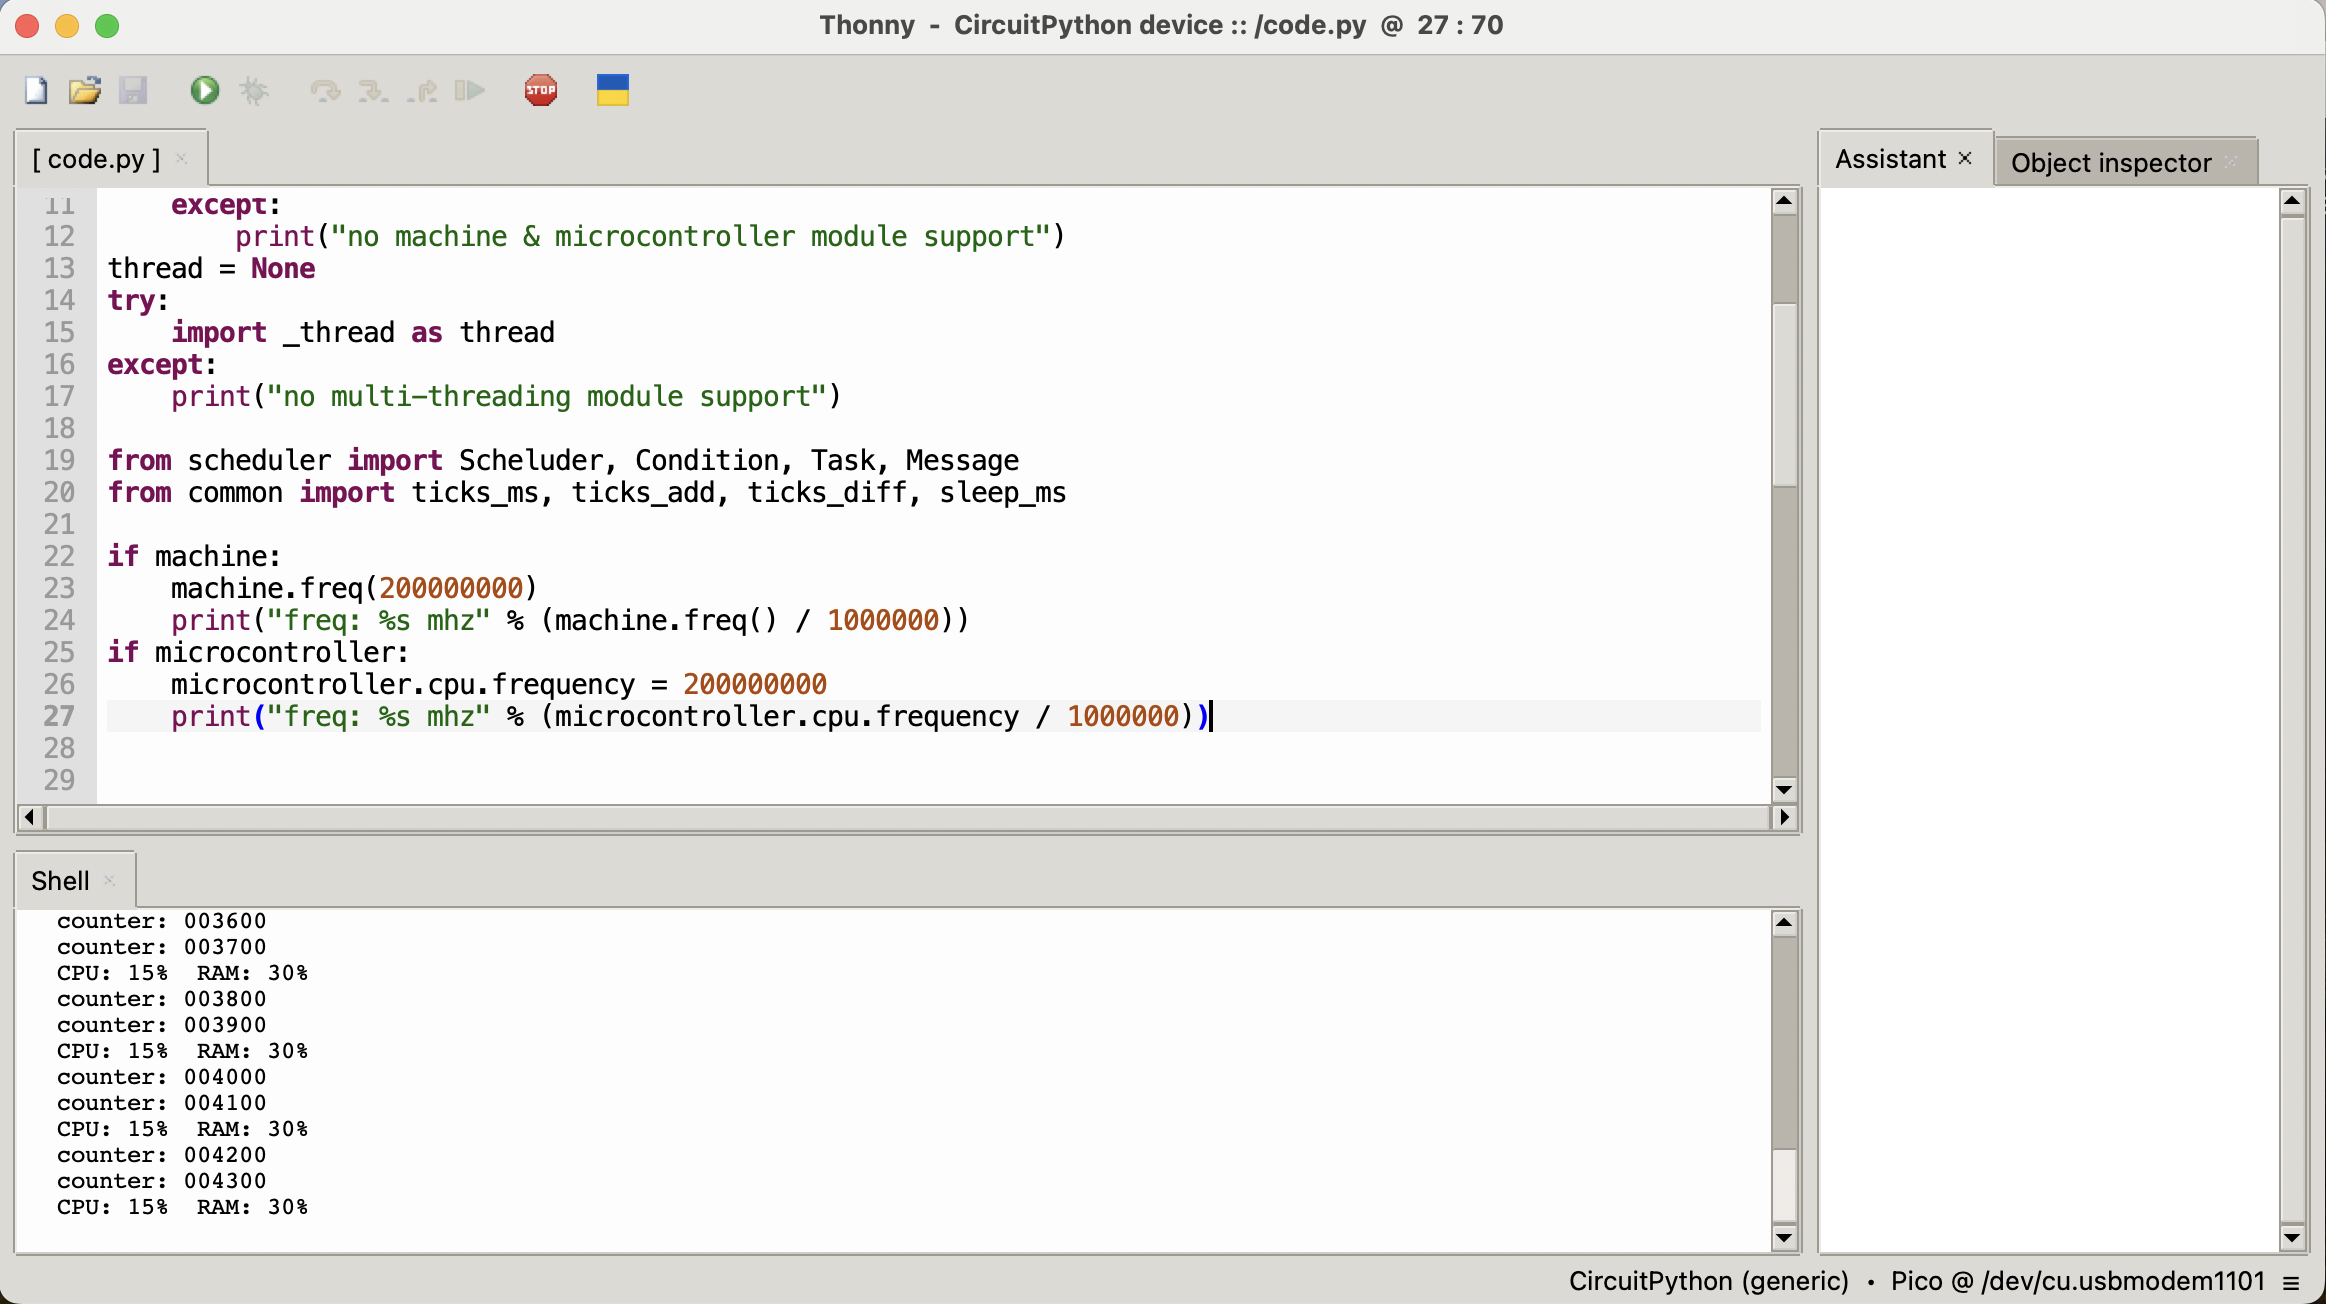 Thonny - CircuitPython device :: /code.py @ 27 : 70
STOP
[ code.py ]
Assistant
Object inspector
11 except:
12 print("no machine & microcontroller module support")
13 thread = None
14 try:
15 import _thread as thread
16 except:
17 print("no multi-threading module support")
18
19 from scheduler import Scheluder, Condition, Task, Message
20 from common import ticks_ms, ticks_add, ticks_diff, sleep_ms
21
22 if machine:
23 machine.freq(200000000)
24 print("freq: %s mhz" % (machine.freq() / 1000000))
25 if microcontroller:
26 microcontroller.cpu.frequency = 200000000
27 print("freq: %s mhz" % (microcontroller.cpu.frequency / 1000000))
28
29
Shell
counter: 003600
counter: 003700
CPU: 15% RAM: 30%
counter: 003800
counter: 003900
CPU: 15% RAM: 30%
counter: 004000
counter: 004100
CPU: 15% RAM: 30%
counter: 004200
counter: 004300
CPU: 15% RAM: 30%
CircuitPython (generic) • Pico @ /dev/cu.usbmodem1101 ≡